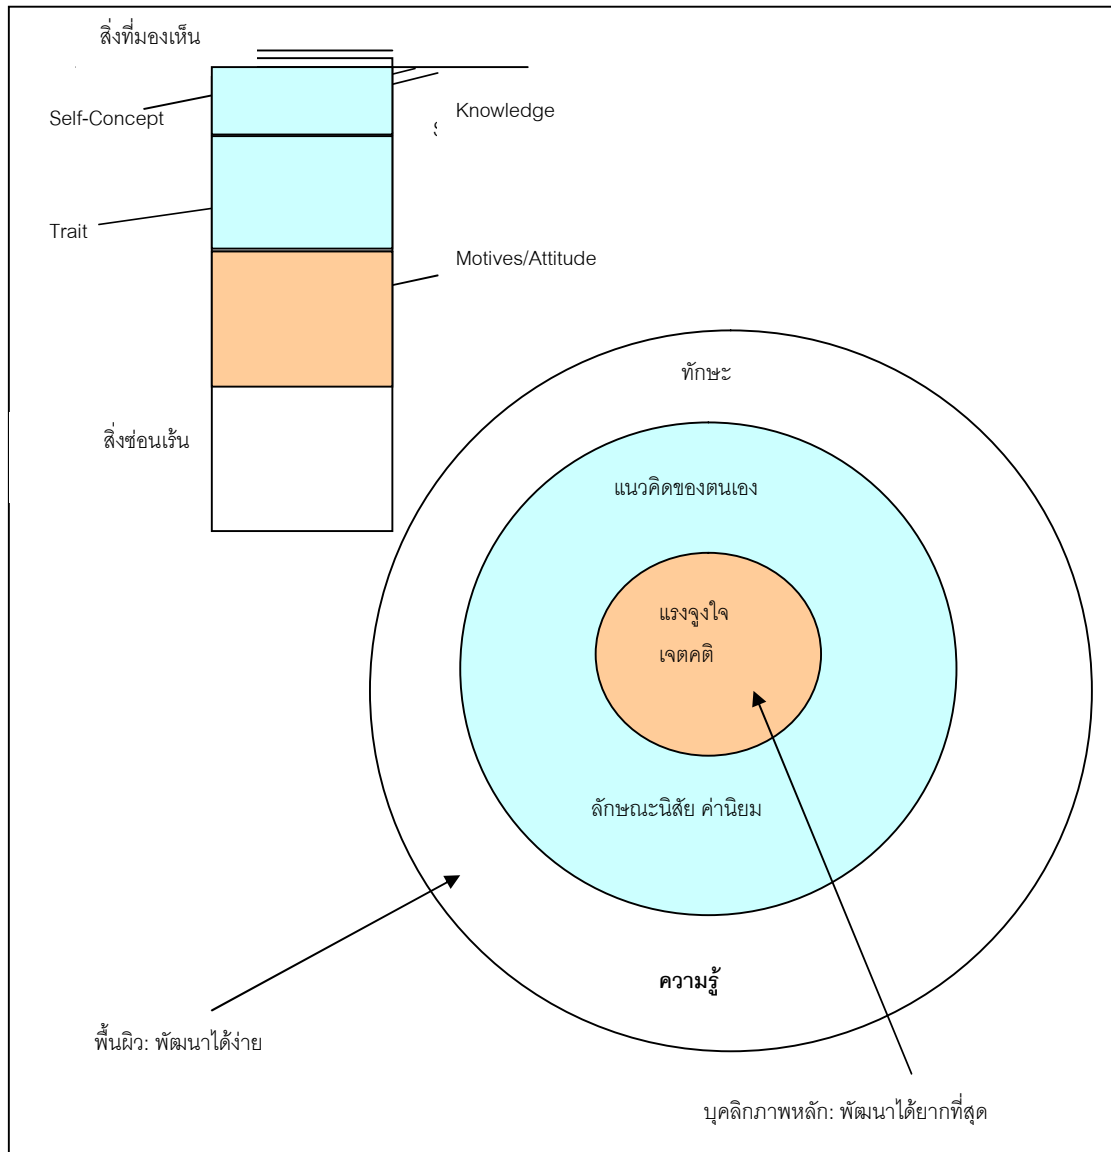 สิ่งที่มองเห็น
Self-Concept
Knowledge
Trait
Motives/Attitude
สิ่งซ่อนเร้น
ทักษะ
แนวคิดของตนเอง
แรงจูงใจ
เจตคติ
ลักษณะนิสัย ค่านิยม
ความรู้
พื้นผิว: พัฒนาได้ง่าย
บุคลิกภาพหลัก: พัฒนาได้ยากที่สุด